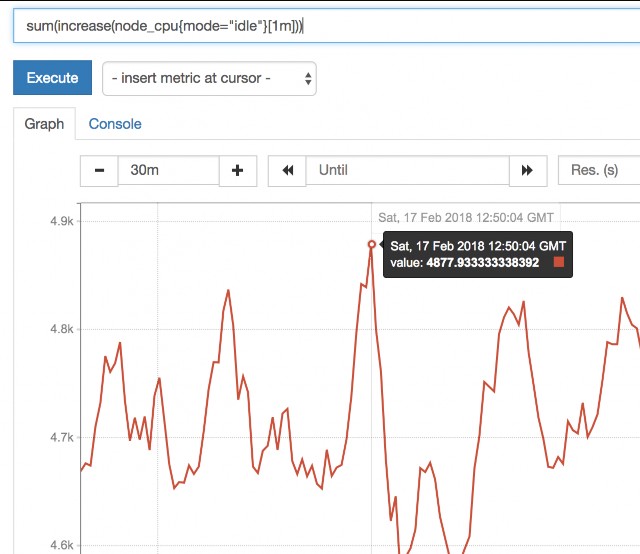 sum(increase(node_cpu{mode="idle"}[1m]))
Execute
- insert metric at cursor -
Graph
Console
30m
Until
Res. (s)
4.9k
Sat, 17 Feb 2018 12:50:04 GMT
Sat, 17 Feb 2018 12:50:04 GMT
value: 4877.933333338392
4.8k
4.7k
4.6k